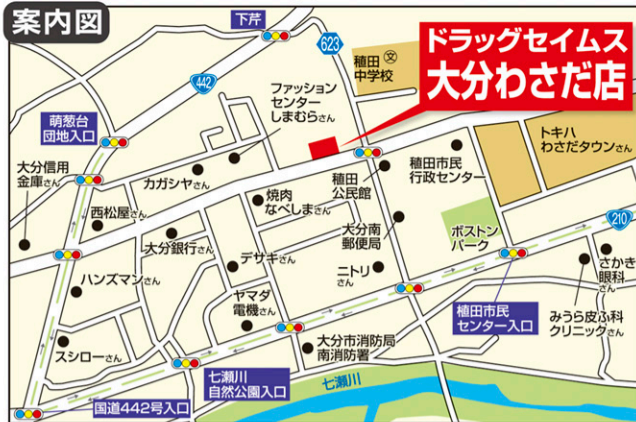 案内図
下芹
623
442
稙田
中学校
文
ドラッグセイムス
大分わさだ店
ファッション
センター
しまむらさん
萌葱台
団地入口
大分信用
金庫さん
カガシヤさん
西松屋さん
大分銀行さん
焼肉
なべしまさん
稙田
公民館
稙田市民
行政センター
トキハ
わさだタウンさん
大分南
郵便局
ボストン
パーク
210
デサキさん
ニトリさん
ハンズマンさん
ヤマダ
電機さん
さかき
眼科さん
みうら皮ふ科
クリニックさん
稙田市民
センター入口
スシローさん
大分市消防局
南消防署
七瀬川
自然公園入口
七瀬川
国道442号入口